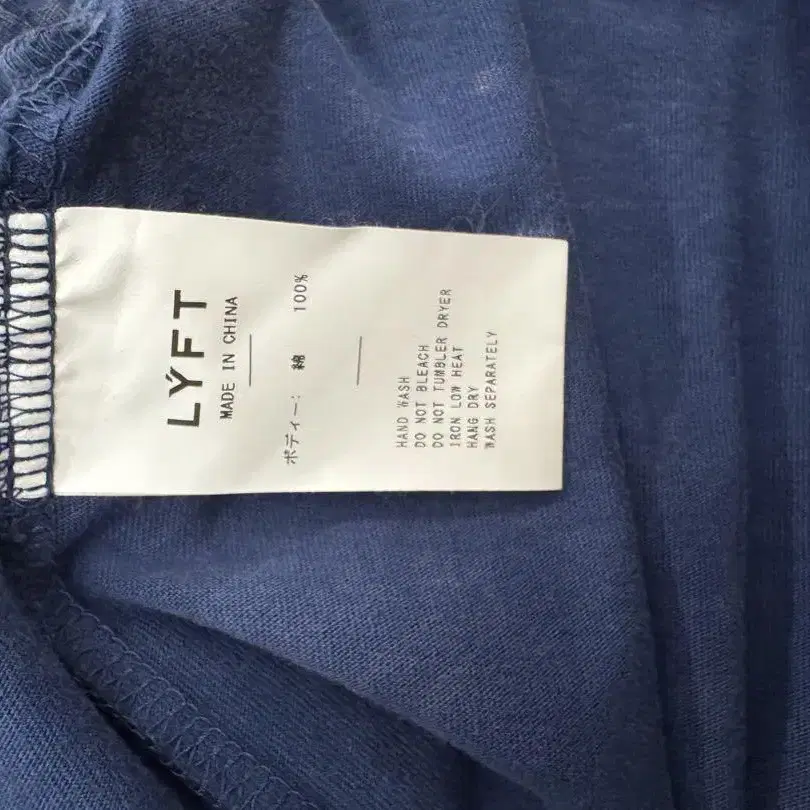 LÝFT
MADE IN CHINA
ボディー: 綿 100%
HAND WASH
DO NOT BLEACH
DO NOT TUMBLER DRYER
IRON LOW HEAT
HANG DRY
WASH SEPARATELY